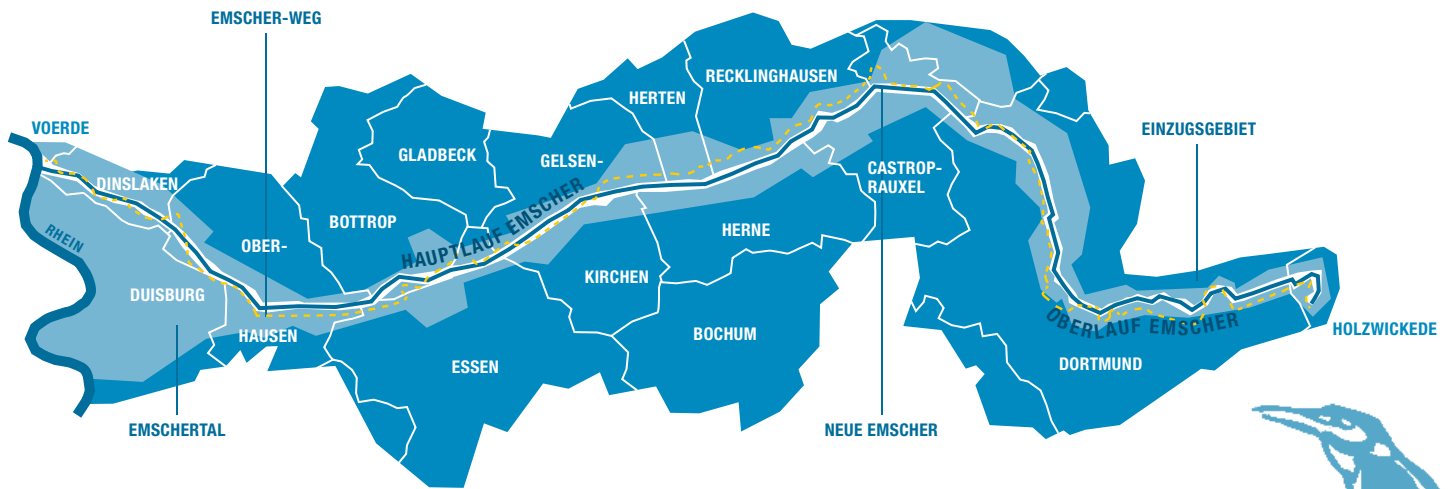 EMSCHER-WEG
RECKLINGHAUSEN
HERTEN
VOERDE
EINZUGSGEBIET
GLADBECK
GELSEN-
CASTROP-
RAUXEL
DINSLAKEN
BOTTROP
HAUPTLAUF EMSCHER
HERNE
RHEIN
OBER-
KIRCHEN
DUISBURG
HAUSEN
BOCHUM
OBERLAUF EMSCHER
HOLZWICKEDE
ESSEN
DORTMUND
EMSCHERTAL
NEUE EMSCHER